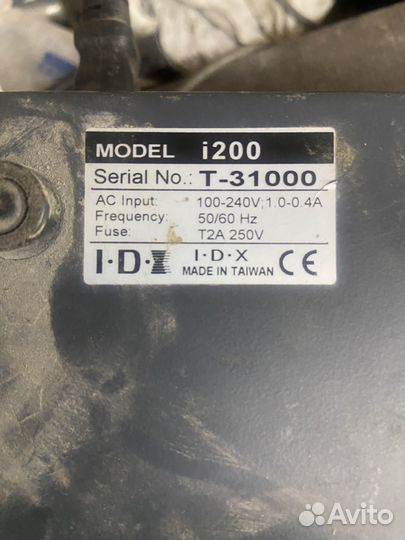 MODEL i200
Serial No.: T-31000
AC Input: 100-240V; 1.0-0.4A
Frequency: 50/60 Hz
Fuse: T2A 250V
I·D·X I·D·X
MADE IN TAIWAN CE
Avito